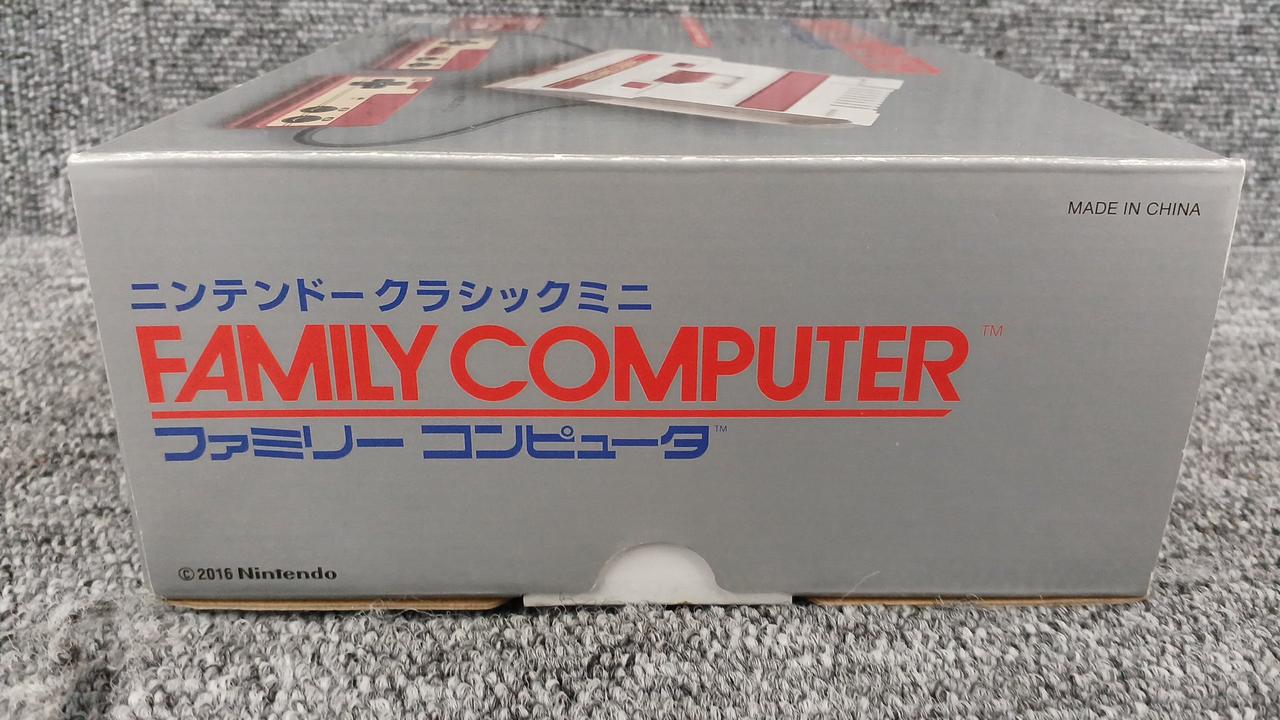 MADE IN CHINA
ニンテンドークラシックミニ
FAMILY COMPUTER™
ファミリー コンピュータ™
©2016 Nintendo